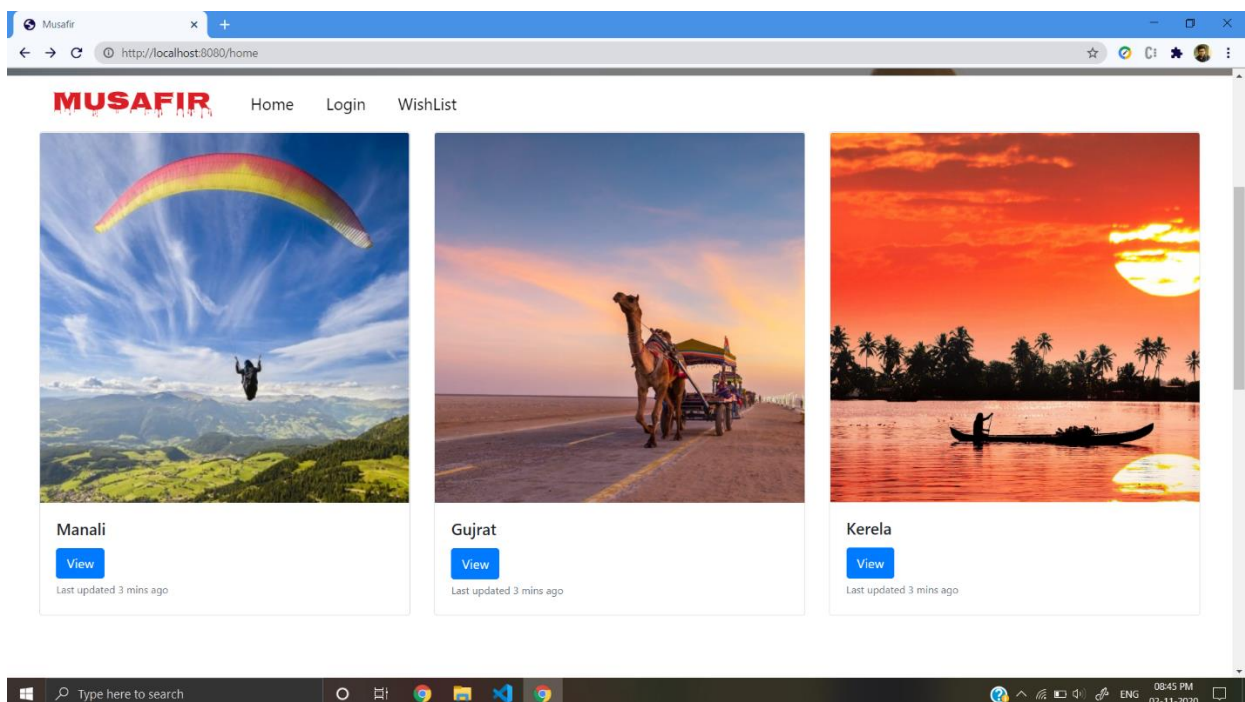 Musafir
http://localhost:8080/home
MUSAFIR Home Login WishList
Manali
View
Last updated 3 mins ago
Gujrat
View
Last updated 3 mins ago
Kerela
View
Last updated 3 mins ago
Type here to search
ENG
08:45 PM